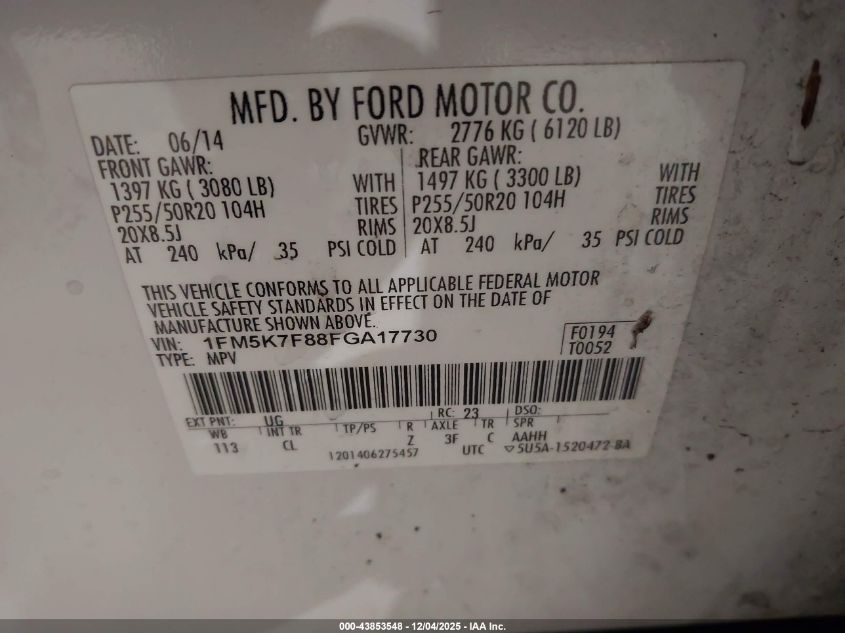 MFD. BY FORD MOTOR CO.
DATE: 06/14 GVWR: 2776 KG ( 6120 LB)
FRONT GAWR: REAR GAWR:
1397 KG ( 3080 LB) WITH 1497 KG ( 3300 LB) WITH
P255/50R20 104H TIRES P255/50R20 104H TIRES
20X8.5J RIMS 20X8.5J RIMS
AT 240 kPa/ 35 PSI COLD AT 240 kPa/ 35 PSI COLD
THIS VEHICLE CONFORMS TO ALL APPLICABLE FEDERAL MOTOR
VEHICLE SAFETY STANDARDS IN EFFECT ON THE DATE OF
MANUFACTURE SHOWN ABOVE.
VIN: 1FM5K7F88FGA17730 F0194
TYPE: MPV T0052
EXT PNT: UG RC: 23 DSO:
WB INT TR TP/PS R AXLE TR SPR
113 CL Z 3F C AAHH
1201406275457 UTC ▽5U5A-1520472-BA
000-43853548 - 12/04/2025 - IAA Inc.